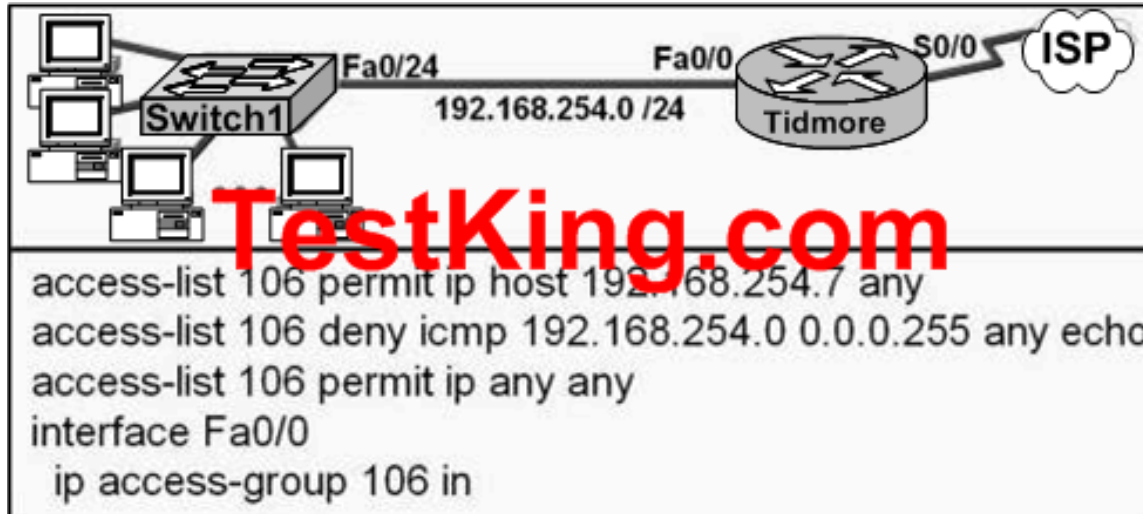 Fa0/24
Fa0/0
S0/0
ISP
Switch1
192.168.254.0 /24
Tidmore
TestKing.com
access-list 106 permit ip host 192.168.254.7 any
access-list 106 deny icmp 192.168.254.0 0.0.0.255 any echo
access-list 106 permit ip any any
interface Fa0/0
ip access-group 106 in